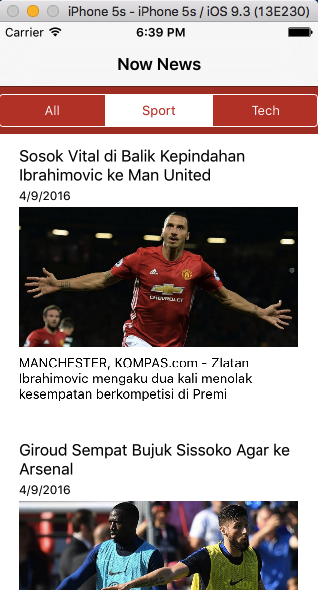 iPhone 5s - iPhone 5s / iOS 9.3 (13E230)
Carrier 6:39 PM
Now News
All Sport Tech
Sosok Vital di Balik Kepindahan
Ibrahimovic ke Man United
4/9/2016
CHEVROLET
MANCHESTER, KOMPAS.com - Zlatan
Ibrahimovic mengaku dua kali menolak
kesempatan berkompetisi di Premi
Giroud Sempat Bujuk Sissoko Agar ke
Arsenal
4/9/2016